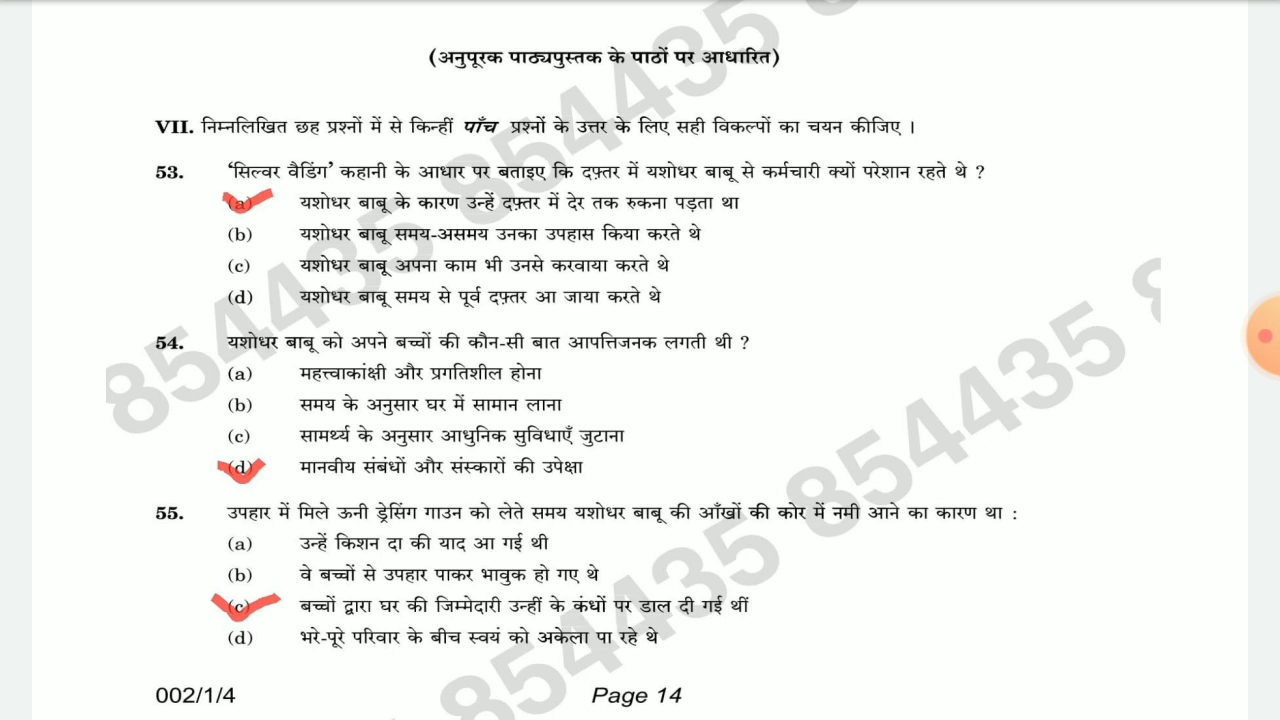 (अनुपूरक पाठ्यपुस्तक के पाठों पर आधारित)
VII. निम्नलिखित छह प्रश्नों में से किन्हीं पाँच प्रश्नों के उत्तर के लिए सही विकल्पों का चयन कीजिए ।
53. 'सिल्वर वैडिंग' कहानी के आधार पर बताइए कि दफ़्तर में यशोधर बाबू से कर्मचारी क्यों परेशान रहते थे ?
(a) यशोधर बाबू के कारण उन्हें दफ़्तर में देर तक रुकना पड़ता था
(b) यशोधर बाबू समय-असमय उनका उपहास किया करते थे
(c) यशोधर बाबू अपना काम भी उनसे करवाया करते थे
(d) यशोधर बाबू समय से पूर्व दफ़्तर आ जाया करते थे
54. यशोधर बाबू को अपने बच्चों की कौन-सी बात आपत्तिजनक लगती थी ?
(a) महत्त्वाकांक्षी और प्रगतिशील होना
(b) समय के अनुसार घर में सामान लाना
(c) सामर्थ्य के अनुसार आधुनिक सुविधाएँ जुटाना
(d) मानवीय संबंधों और संस्कारों की उपेक्षा
55. उपहार में मिले ऊनी ड्रेसिंग गाउन को लेते समय यशोधर बाबू की आँखों की कोर में नमी आने का कारण था :
(a) उन्हें किशन दा की याद आ गई थी
(b) वे बच्चों से उपहार पाकर भावुक हो गए थे
(c) बच्चों द्वारा घर की जिम्मेदारी उन्हीं के कंधों पर डाल दी गई थीं
(d) भरे-पूरे परिवार के बीच स्वयं को अकेला पा रहे थे
002/1/4 Page 14
854435 854435 8
854435 854435 8